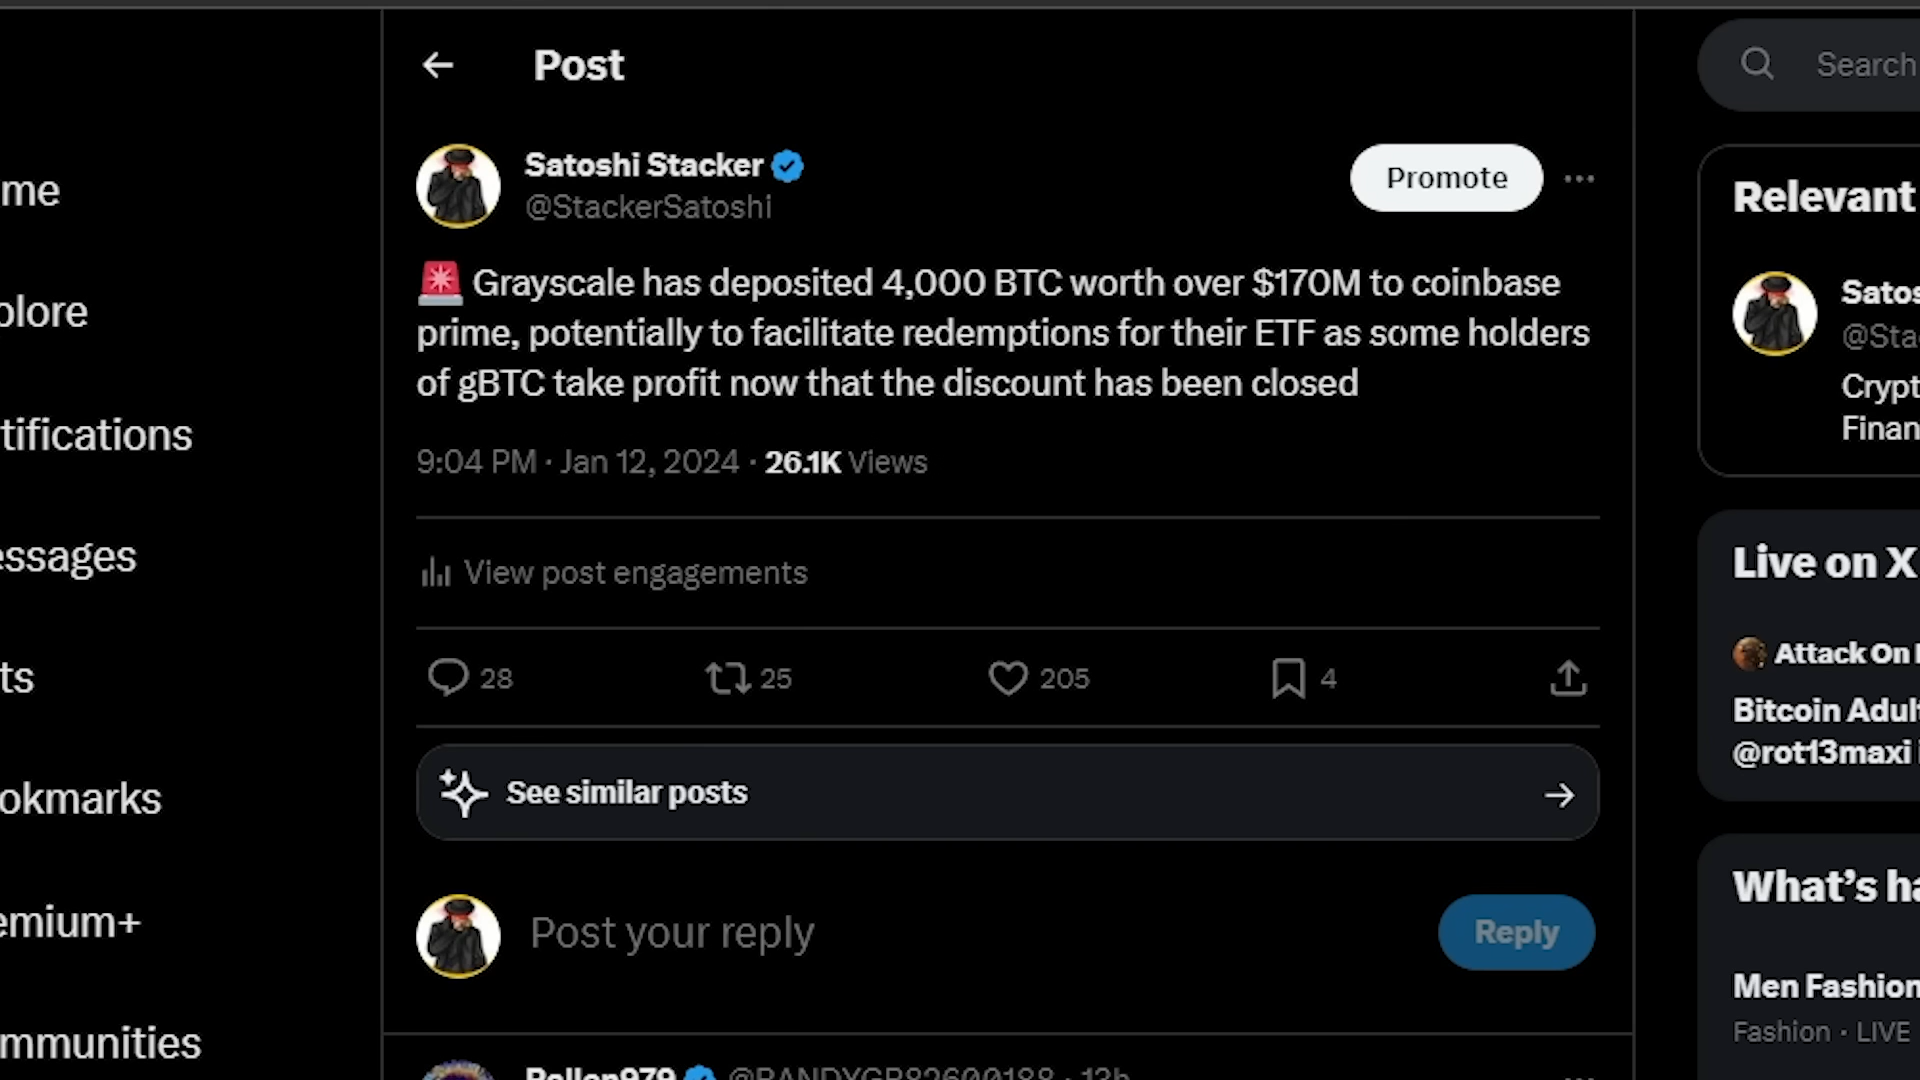 Post
Search
Satoshi Stacker
@StackerSatoshi
Promote
🚨 Grayscale has deposited 4,000 BTC worth over $170M to coinbase
prime, potentially to facilitate redemptions for their ETF as some holders
of gBTC take profit now that the discount has been closed
9:04 PM · Jan 12, 2024 · 26.1K Views
View post engagements
28 25 205 4
See similar posts
Post your reply
Reply
me
plore
tifications
essages
ts
okmarks
emium+
mmunities
Relevant
Satos
@Sta
Crypt
Finan
Live on X
Attack On
Bitcoin Adul
@rot13maxi i
What's ha
Men Fashion
Fashion · LIVE